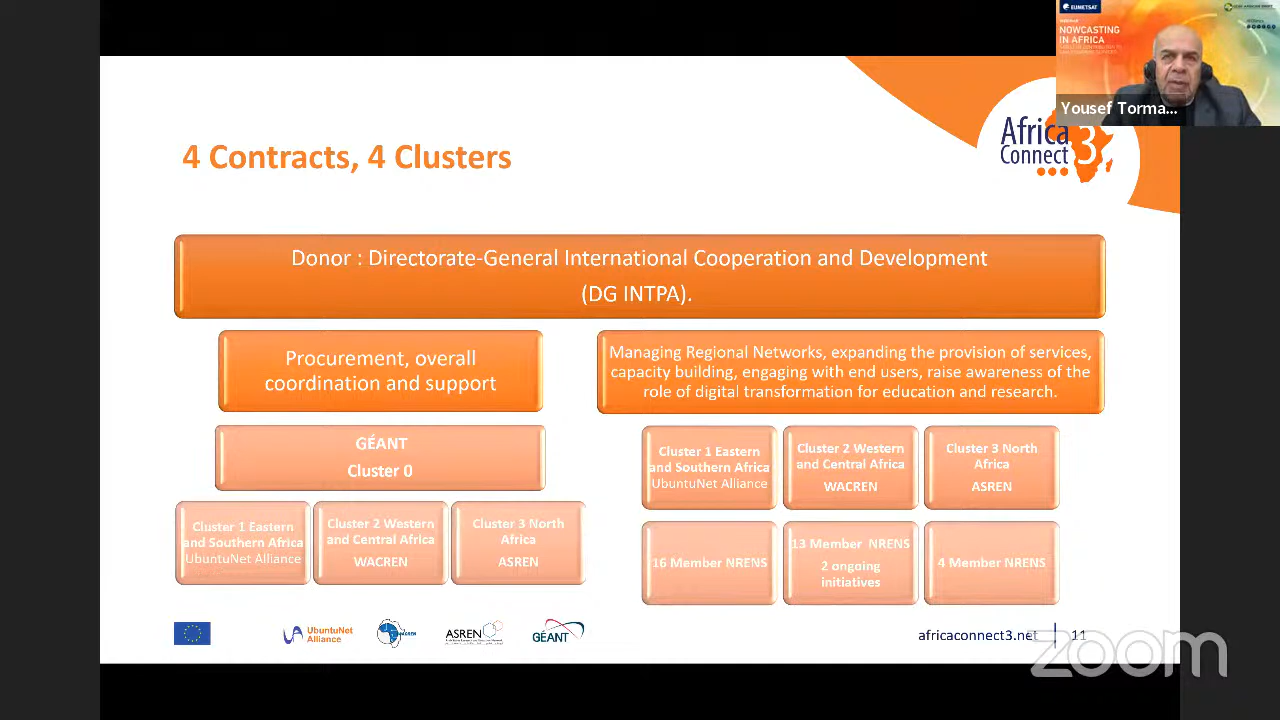 EUMETSAT
NOWCASTING
IN AFRICA
Yousef Torma...
Africa
Connect 3
4 Contracts, 4 Clusters
Donor : Directorate-General International Cooperation and Development
(DG INTPA).
Procurement, overall
coordination and support
Managing Regional Networks, expanding the provision of services,
capacity building, engaging with end users, raise awareness of the
role of digital transformation for education and research.
GÉANT
Cluster 0
Cluster 1 Eastern
and Southern Africa
UbuntuNet Alliance
Cluster 2 Western
and Central Africa
WACREN
Cluster 3 North
Africa
ASREN
Cluster 1 Eastern
and Southern Africa
UbuntuNet Alliance
Cluster 2 Western
and Central Africa
WACREN
Cluster 3 North
Africa
ASREN
16 Member NRENS
13 Member NRENS
2 ongoing
initiatives
4 Member NRENS
UbuntuNet
Alliance
WACREN
ASREN
GÉANT
africaconnect3.net
11
zoom